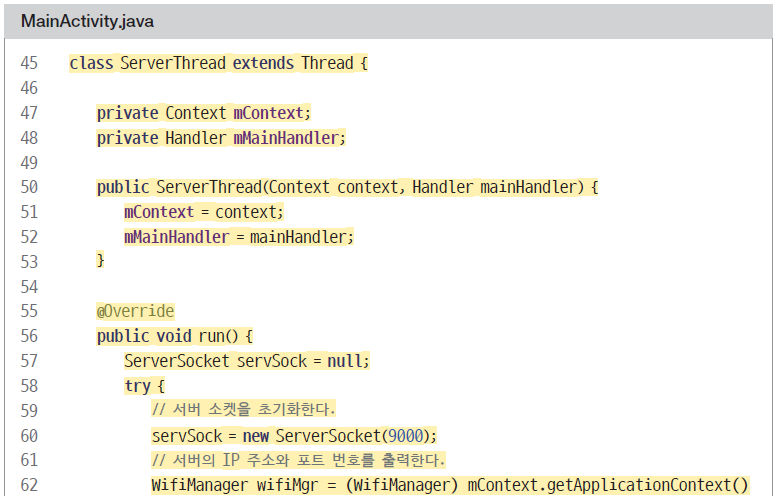 MainActivity.java
45 class ServerThread extends Thread {
46
47 private Context mContext;
48 private Handler mMainHandler;
49
50 public ServerThread(Context context, Handler mainHandler) {
51 mContext = context;
52 mMainHandler = mainHandler;
53 }
54
55 @Override
56 public void run() {
57 ServerSocket servSock = null;
58 try {
59 // 서버 소켓을 초기화한다.
60 servSock = new ServerSocket(9000);
61 // 서버의 IP 주소와 포트 번호를 출력한다.
62 WifiManager wifiMgr = (WifiManager) mContext.getApplicationContext()